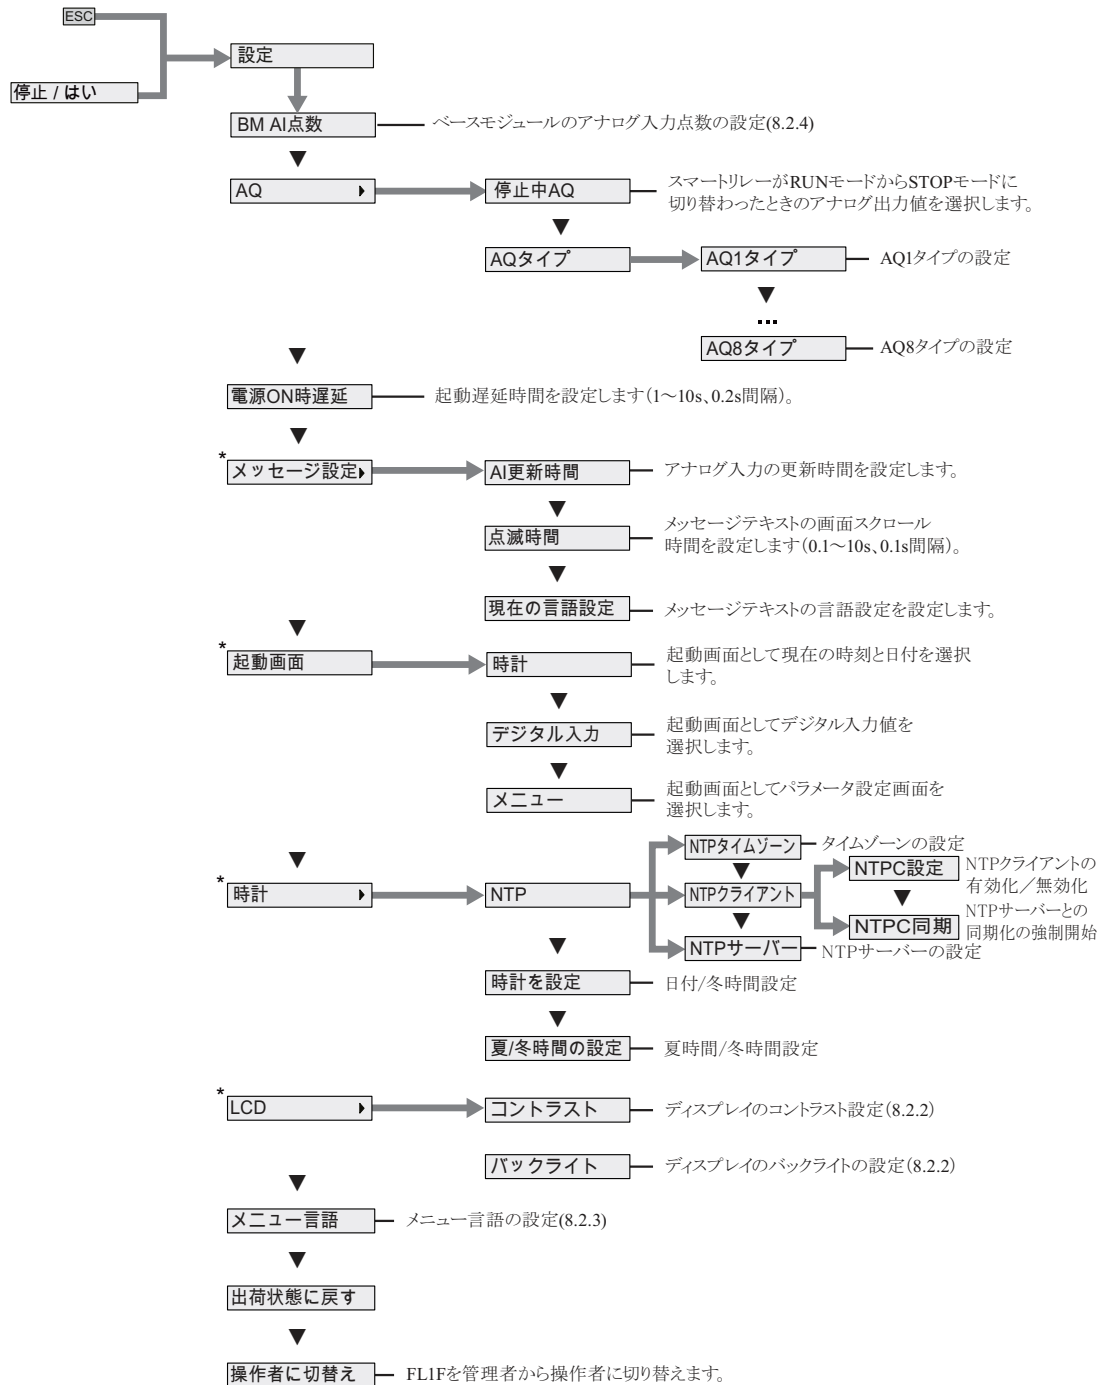 ESC
設定
停止 / はい
BM AI点数
ベースモジュールのアナログ入力点数の設定(8.2.4)
▼
AQ
停止中AQ
スマートリレーがRUNモードからSTOPモードに
切り替わったときのアナログ出力値を選択します。
▼
AQタイプ
AQ1タイプ
AQ1タイプの設定
▼
...
AQ8タイプ
AQ8タイプの設定
▼
電源ON時遅延
起動遅延時間を設定します（1～10s、0.2s間隔）。
▼
*
メッセージ設定
AI更新時間
アナログ入力の更新時間を設定します。
▼
点滅時間
メッセージテキストの画面スクロール
時間を設定します（0.1～10s、0.1s間隔）。
▼
現在の言語設定
メッセージテキストの言語設定を設定します。
▼
*
起動画面
時計
起動画面として現在の時刻と日付を選択
します。
▼
デジタル入力
起動画面としてデジタル入力値を
選択します。
▼
メニュー
起動画面としてパラメータ設定画面を
選択します。
▼
*
時計
NTP
NTPタイムゾーン
タイムゾーンの設定
▼
NTPクライアント
NTPC設定
NTPクライアントの
有効化／無効化
▼
NTPC同期
NTPサーバーとの
同期化の強制開始
▼
NTPサーバー
NTPサーバーの設定
▼
時計を設定
日付/冬時間設定
▼
夏/冬時間の設定
夏時間/冬時間設定
*
LCD
コントラスト
ディスプレイのコントラスト設定（8.2.2）
バックライト
ディスプレイのバックライトの設定（8.2.2）
▼
メニュー言語
メニュー言語の設定(8.2.3)
▼
出荷状態に戻す
▼
操作者に切替え
FL1Fを管理者から操作者に切り替えます。